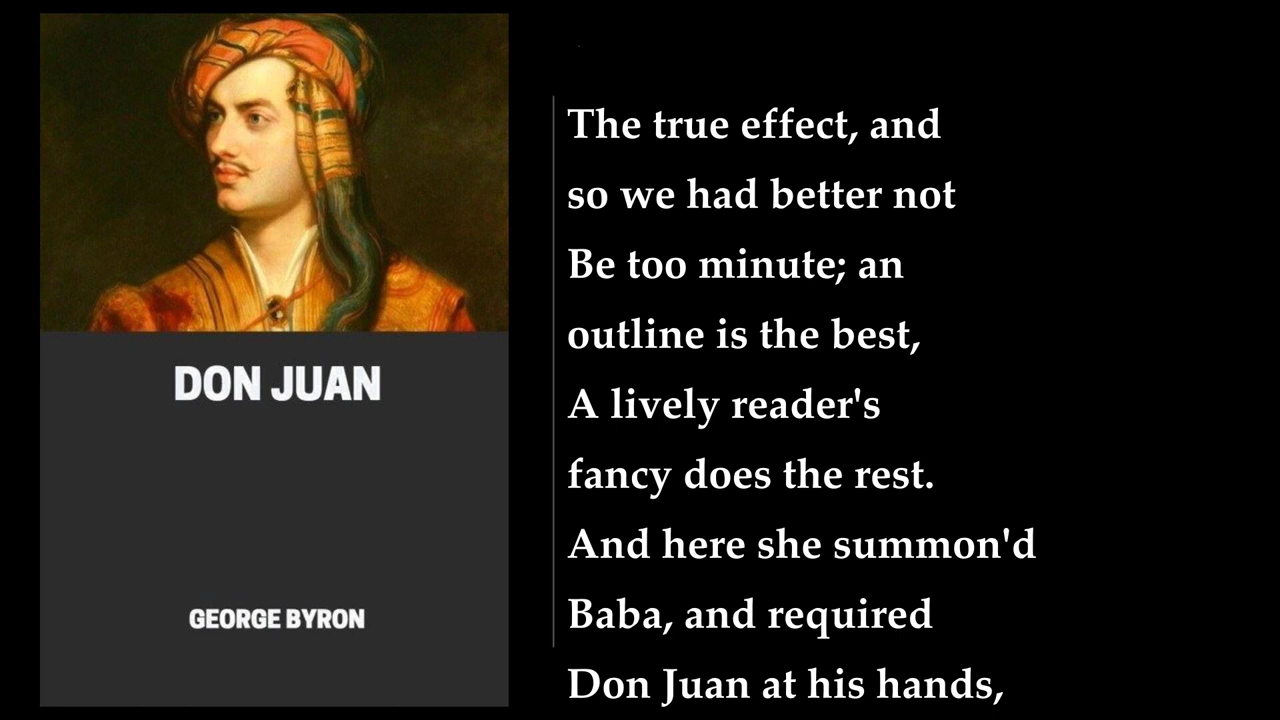 DON JUAN
GEORGE BYRON
The true effect, and
so we had better not
Be too minute; an
outline is the best,
A lively reader's
fancy does the rest.
And here she summon'd
Baba, and required
Don Juan at his hands,